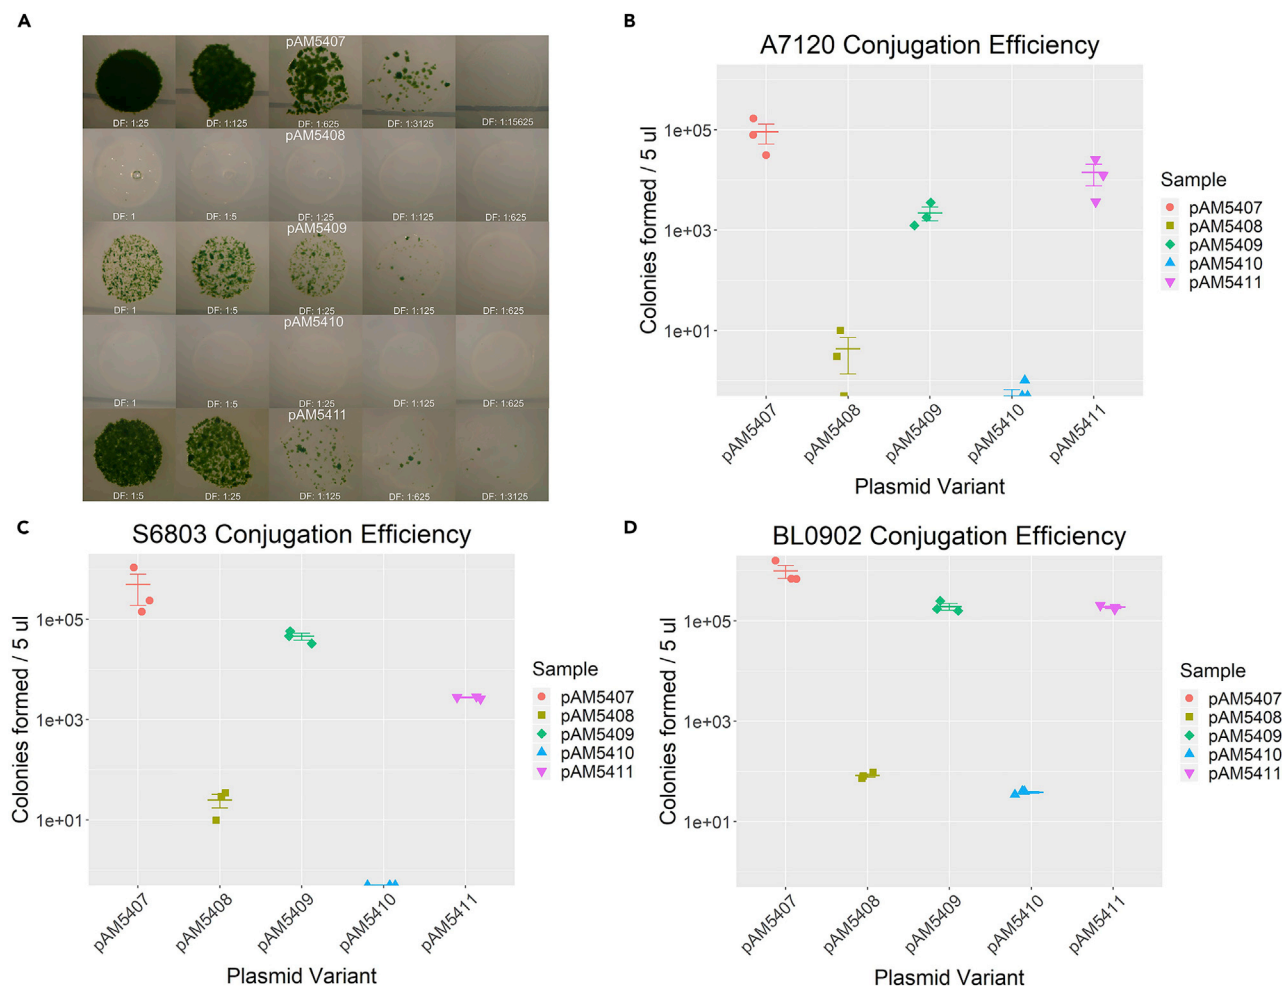 A
pAM5407
DF: 1:25 DF: 1:125 DF: 1:625 DF: 1:3125 DF: 1:15625
pAM5408
DF: 1 DF: 1:5 DF: 1:25 DF: 1:125 DF: 1:625
pAM5409
DF: 1 DF: 1:5 DF: 1:25 DF: 1:125 DF: 1:625
pAM5410
DF: 1 DF: 1:5 DF: 1:25 DF: 1:125 DF: 1:625
pAM5411
DF: 1:5 DF: 1:25 DF: 1:125 DF: 1:625 DF: 1:3125
B
A7120 Conjugation Efficiency
Colonies formed / 5 ul
1e+05
1e+03
1e+01
pAM5407 pAM5408 pAM5409 pAM5410 pAM5411
Plasmid Variant
Sample
pAM5407
pAM5408
pAM5409
pAM5410
pAM5411
C
S6803 Conjugation Efficiency
Colonies formed / 5 ul
1e+05
1e+03
1e+01
pAM5407 pAM5408 pAM5409 pAM5410 pAM5411
Plasmid Variant
Sample
pAM5407
pAM5408
pAM5409
pAM5410
pAM5411
D
BL0902 Conjugation Efficiency
Colonies formed / 5 ul
1e+05
1e+03
1e+01
pAM5407 pAM5408 pAM5409 pAM5410 pAM5411
Plasmid Variant
Sample
pAM5407
pAM5408
pAM5409
pAM5410
pAM5411